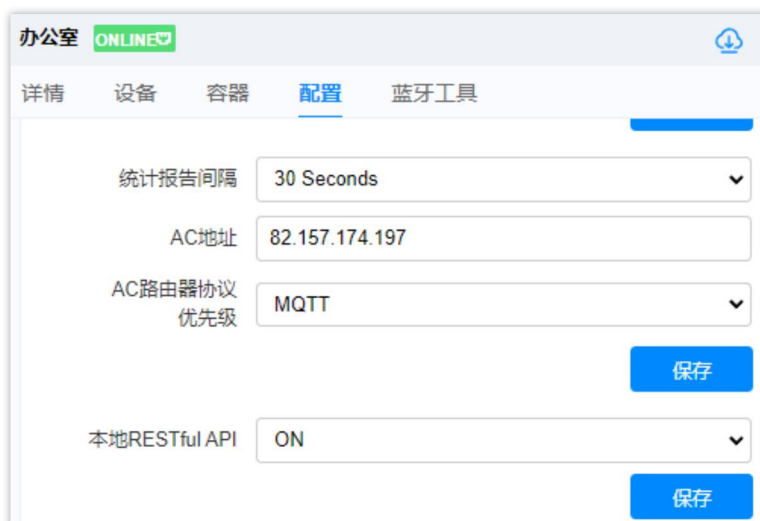 办公室 ONLINE
详情 设备 容器 配置 蓝牙工具
统计报告间隔 30 Seconds
AC地址 82.157.174.197
AC路由器协议
优先级 MQTT
保存
本地RESTful API ON
保存